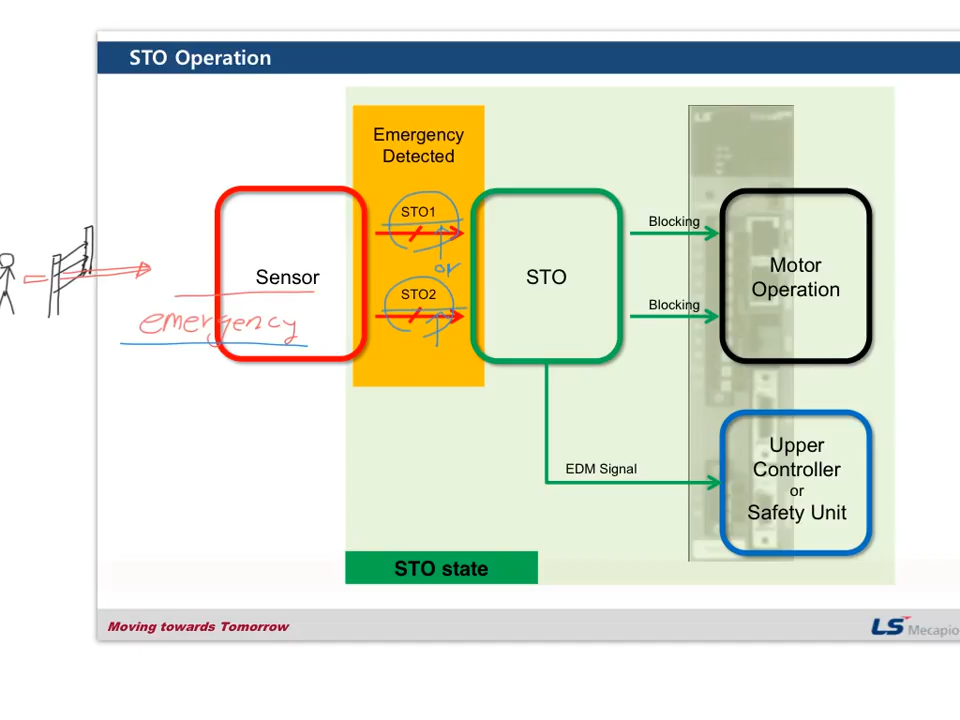 STO Operation
Emergency
Detected
STO1
or
STO2
Sensor
emergency
STO
Blocking
Blocking
Motor
Operation
EDM Signal
Upper
Controller
or
Safety Unit
STO state
Moving towards Tomorrow
LS Mecapio
LS